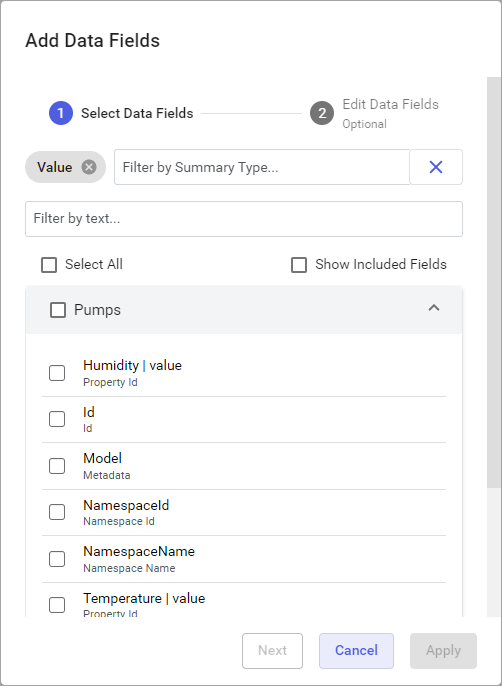 Add Data Fields
1 Select Data Fields
2 Edit Data Fields
Optional
Value Filter by Summary Type...
Filter by text...
Select All Show Included Fields
Pumps
Humidity | value
Property Id
Id
Id
Model
Metadata
NamespaceId
Namespace Id
NamespaceName
Namespace Name
Temperature | value
Property Id
Next Cancel Apply